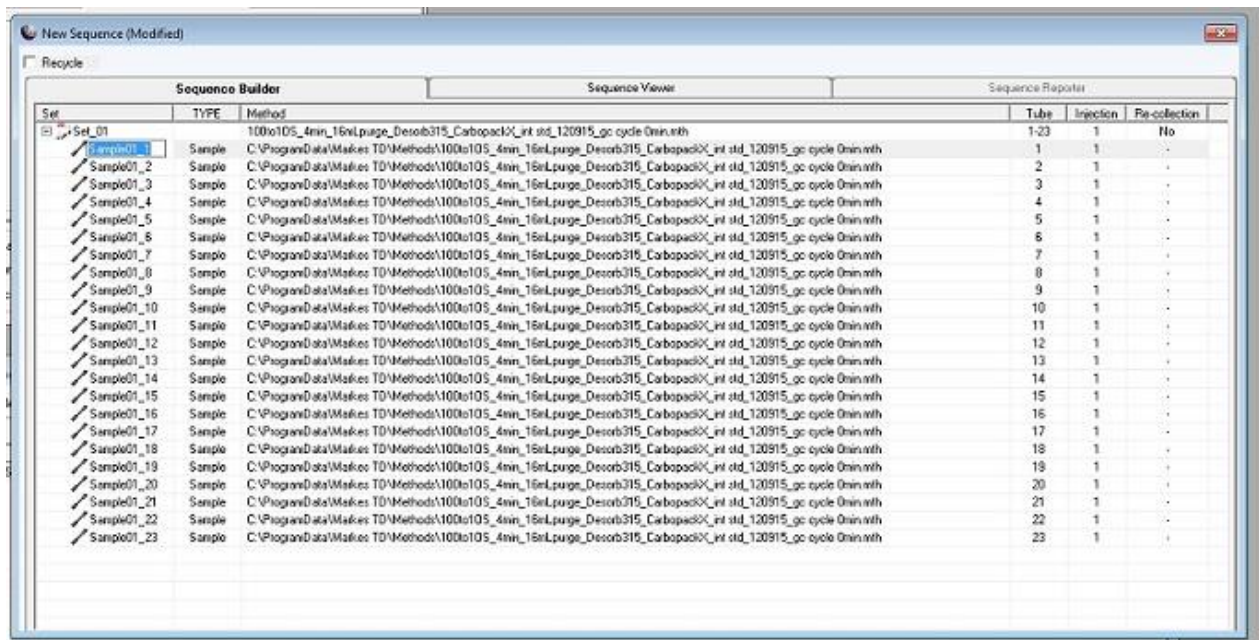 New Sequence (Modified)
Recycle
Sequence Builder Sequence Viewer Sequence Reporter
Set TYPE Method Tube Injection Re-collection
Set_01 100to10S_4min_16mLpurge_Desorb315_CarbopackX_int std_120915_gc cycle 0min.mth 1-23 1 No
Sample01_1 Sample C:\ProgramData\Markes TD\Methods\100to10S_4min_16mLpurge_Desorb315_CarbopackX_int std_120915_gc cycle 0min.mth 1 1 -
Sample01_2 Sample C:\ProgramData\Markes TD\Methods\100to10S_4min_16mLpurge_Desorb315_CarbopackX_int std_120915_gc cycle 0min.mth 2 1 -
Sample01_3 Sample C:\ProgramData\Markes TD\Methods\100to10S_4min_16mLpurge_Desorb315_CarbopackX_int std_120915_gc cycle 0min.mth 3 1 -
Sample01_4 Sample C:\ProgramData\Markes TD\Methods\100to10S_4min_16mLpurge_Desorb315_CarbopackX_int std_120915_gc cycle 0min.mth 4 1 -
Sample01_5 Sample C:\ProgramData\Markes TD\Methods\100to10S_4min_16mLpurge_Desorb315_CarbopackX_int std_120915_gc cycle 0min.mth 5 1 -
Sample01_6 Sample C:\ProgramData\Markes TD\Methods\100to10S_4min_16mLpurge_Desorb315_CarbopackX_int std_120915_gc cycle 0min.mth 6 1 -
Sample01_7 Sample C:\ProgramData\Markes TD\Methods\100to10S_4min_16mLpurge_Desorb315_CarbopackX_int std_120915_gc cycle 0min.mth 7 1 -
Sample01_8 Sample C:\ProgramData\Markes TD\Methods\100to10S_4min_16mLpurge_Desorb315_CarbopackX_int std_120915_gc cycle 0min.mth 8 1 -
Sample01_9 Sample C:\ProgramData\Markes TD\Methods\100to10S_4min_16mLpurge_Desorb315_CarbopackX_int std_120915_gc cycle 0min.mth 9 1 -
Sample01_10 Sample C:\ProgramData\Markes TD\Methods\100to10S_4min_16mLpurge_Desorb315_CarbopackX_int std_120915_gc cycle 0min.mth 10 1 -
Sample01_11 Sample C:\ProgramData\Markes TD\Methods\100to10S_4min_16mLpurge_Desorb315_CarbopackX_int std_120915_gc cycle 0min.mth 11 1 -
Sample01_12 Sample C:\ProgramData\Markes TD\Methods\100to10S_4min_16mLpurge_Desorb315_CarbopackX_int std_120915_gc cycle 0min.mth 12 1 -
Sample01_13 Sample C:\ProgramData\Markes TD\Methods\100to10S_4min_16mLpurge_Desorb315_CarbopackX_int std_120915_gc cycle 0min.mth 13 1 -
Sample01_14 Sample C:\ProgramData\Markes TD\Methods\100to10S_4min_16mLpurge_Desorb315_CarbopackX_int std_120915_gc cycle 0min.mth 14 1 -
Sample01_15 Sample C:\ProgramData\Markes TD\Methods\100to10S_4min_16mLpurge_Desorb315_CarbopackX_int std_120915_gc cycle 0min.mth 15 1 -
Sample01_16 Sample C:\ProgramData\Markes TD\Methods\100to10S_4min_16mLpurge_Desorb315_CarbopackX_int std_120915_gc cycle 0min.mth 16 1 -
Sample01_17 Sample C:\ProgramData\Markes TD\Methods\100to10S_4min_16mLpurge_Desorb315_CarbopackX_int std_120915_gc cycle 0min.mth 17 1 -
Sample01_18 Sample C:\ProgramData\Markes TD\Methods\100to10S_4min_16mLpurge_Desorb315_CarbopackX_int std_120915_gc cycle 0min.mth 18 1 -
Sample01_19 Sample C:\ProgramData\Markes TD\Methods\100to10S_4min_16mLpurge_Desorb315_CarbopackX_int std_120915_gc cycle 0min.mth 19 1 -
Sample01_20 Sample C:\ProgramData\Markes TD\Methods\100to10S_4min_16mLpurge_Desorb315_CarbopackX_int std_120915_gc cycle 0min.mth 20 1 -
Sample01_21 Sample C:\ProgramData\Markes TD\Methods\100to10S_4min_16mLpurge_Desorb315_CarbopackX_int std_120915_gc cycle 0min.mth 21 1 -
Sample01_22 Sample C:\ProgramData\Markes TD\Methods\100to10S_4min_16mLpurge_Desorb315_CarbopackX_int std_120915_gc cycle 0min.mth 22 1 -
Sample01_23 Sample C:\ProgramData\Markes TD\Methods\100to10S_4min_16mLpurge_Desorb315_CarbopackX_int std_120915_gc cycle 0min.mth 23 1 -